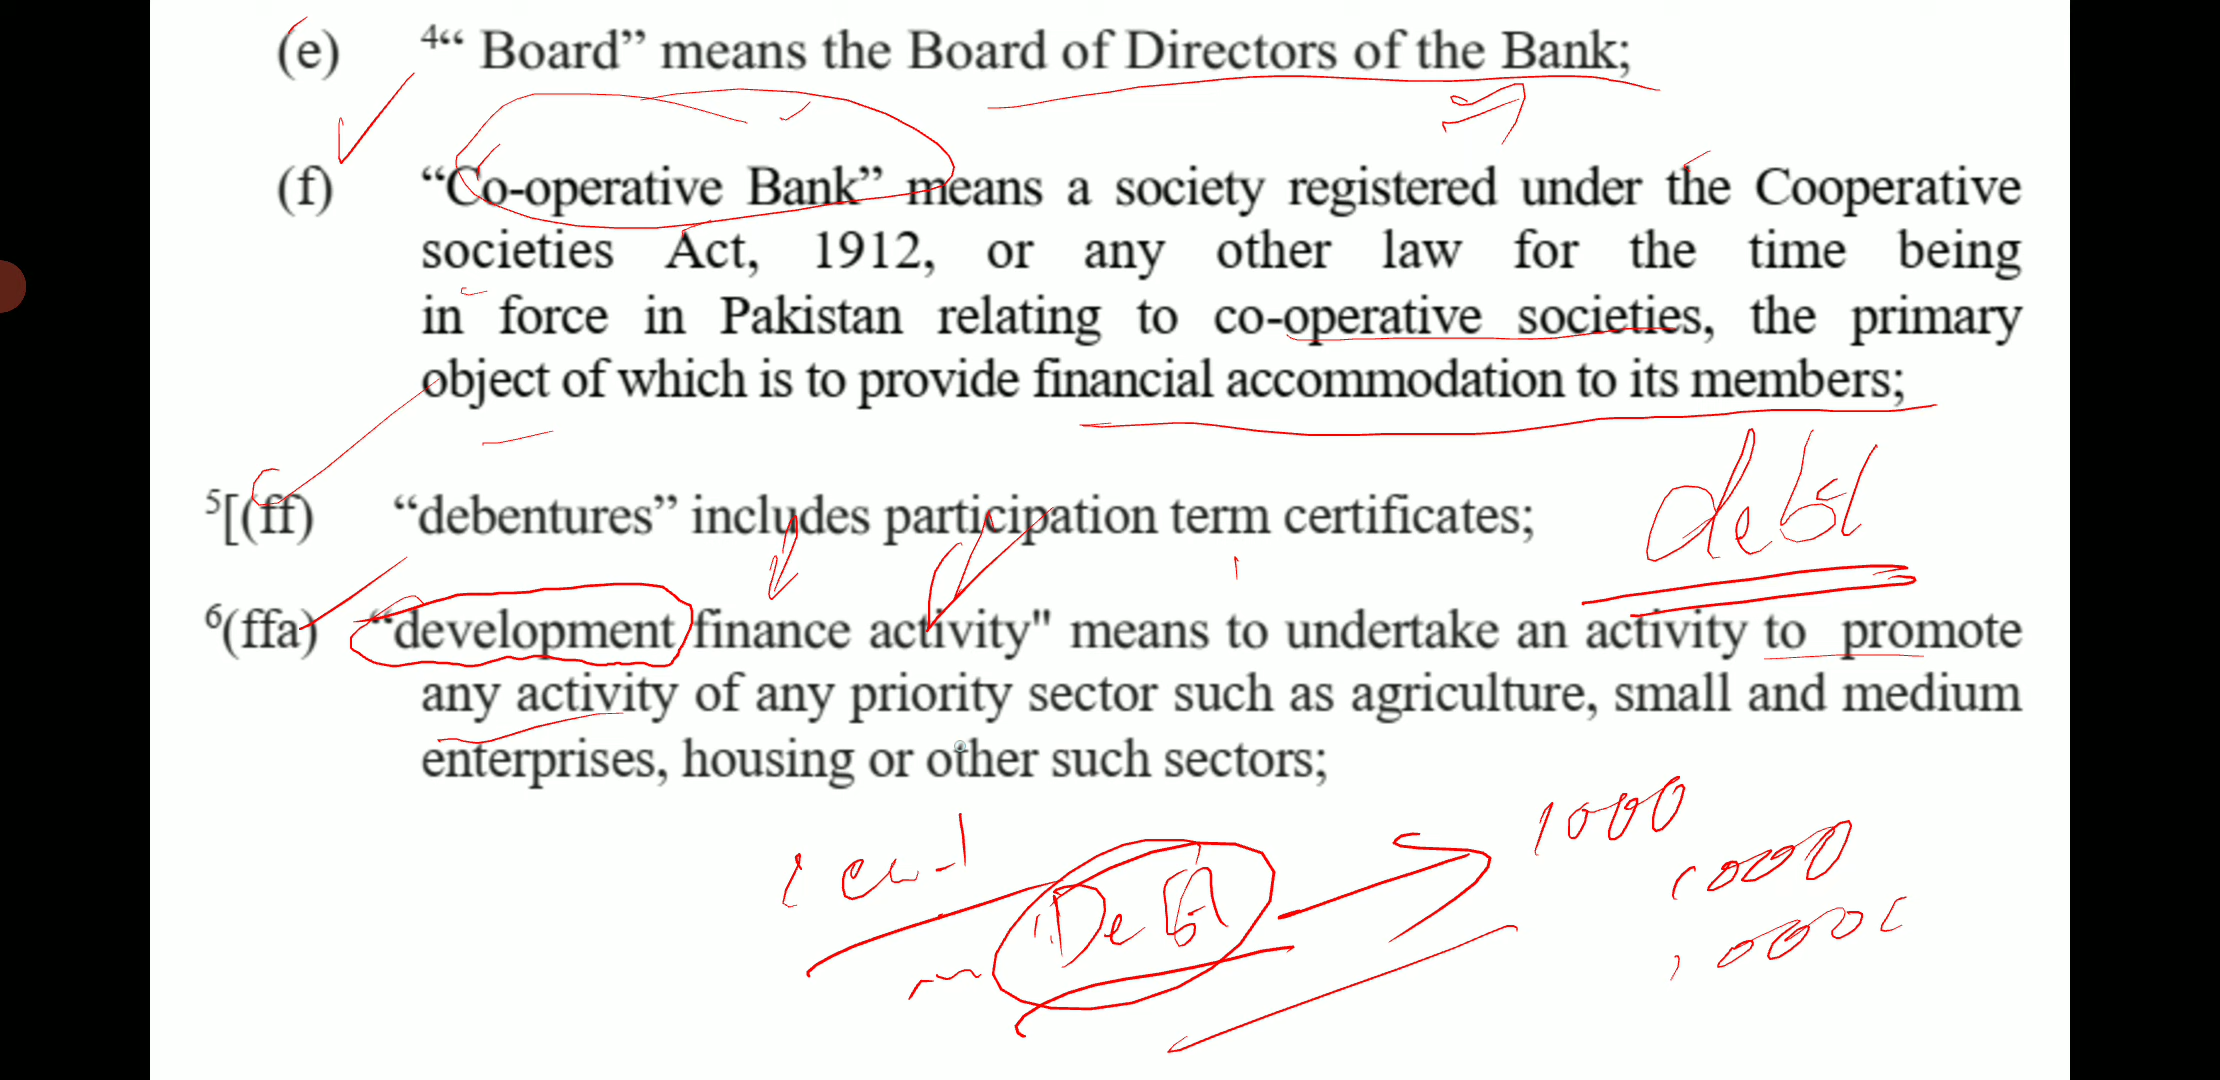 (e) 4“ Board” means the Board of Directors of the Bank;
(f) “Co-operative Bank” means a society registered under the Cooperative
societies Act, 1912, or any other law for the time being
in force in Pakistan relating to co-operative societies, the primary
object of which is to provide financial accommodation to its members;
debt
5[(ff) “debentures” includes participation term certificates;
6(ffa) “development finance activity" means to undertake an activity to promote
any activity of any priority sector such as agriculture, small and medium
enterprises, housing or other such sectors;
1000
Debt